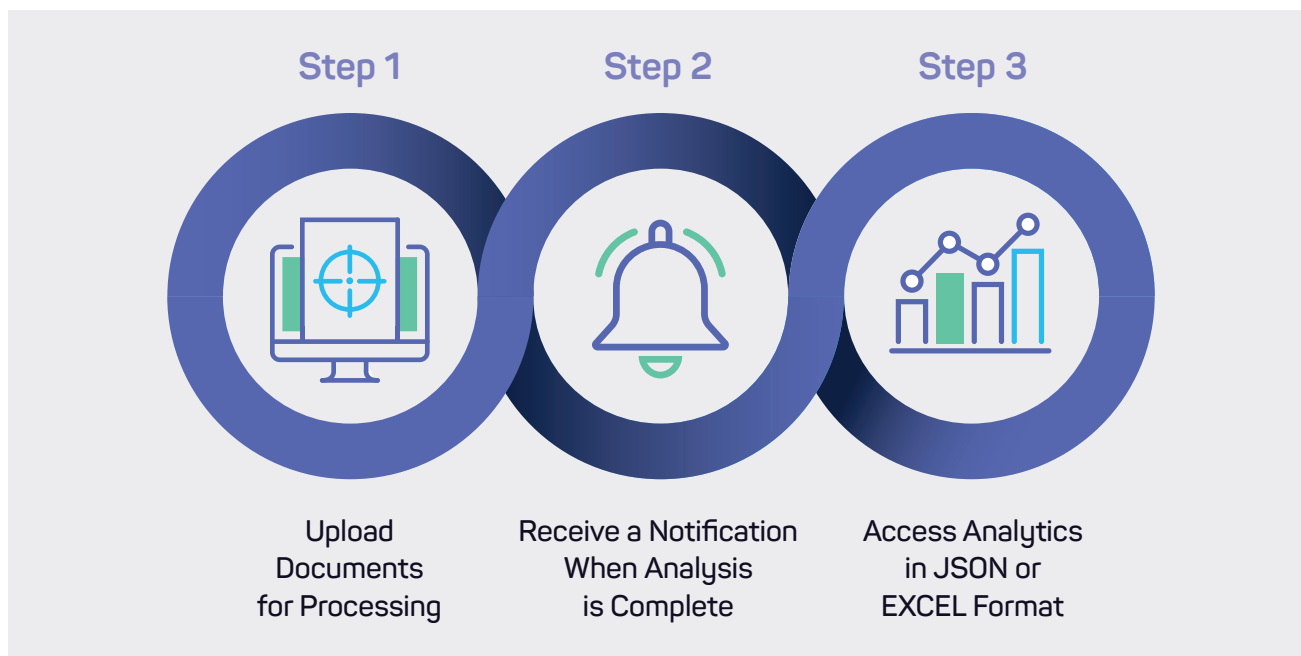 Step 1
Step 2
Step 3
Upload
Documents
for Processing
Receive a Notification
When Analysis
is Complete
Access Analytics
in JSON or
EXCEL Format